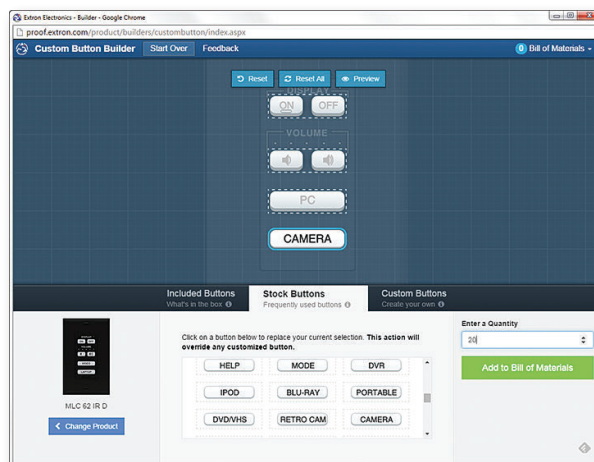 Extron Electronics - Builder - Google Chrome
proof.extron.com/product/builders/custombutton/index.aspx
Custom Button Builder Start Over Feedback 0 Bill of Materials
Reset Reset All Preview
DISPLAY
ON OFF
VOLUME
PC
CAMERA
Included Buttons Stock Buttons Custom Buttons
What's in the box Frequently used buttons Create your own
Click on a button below to replace your current selection. This action will
override any customized button.
HELP MODE DVR
IPOD BLU-RAY PORTABLE
DVD/VHS RETRO CAM CAMERA
MLC 62 IR D
Change Product
Enter a Quantity
20
Add to Bill of Materials